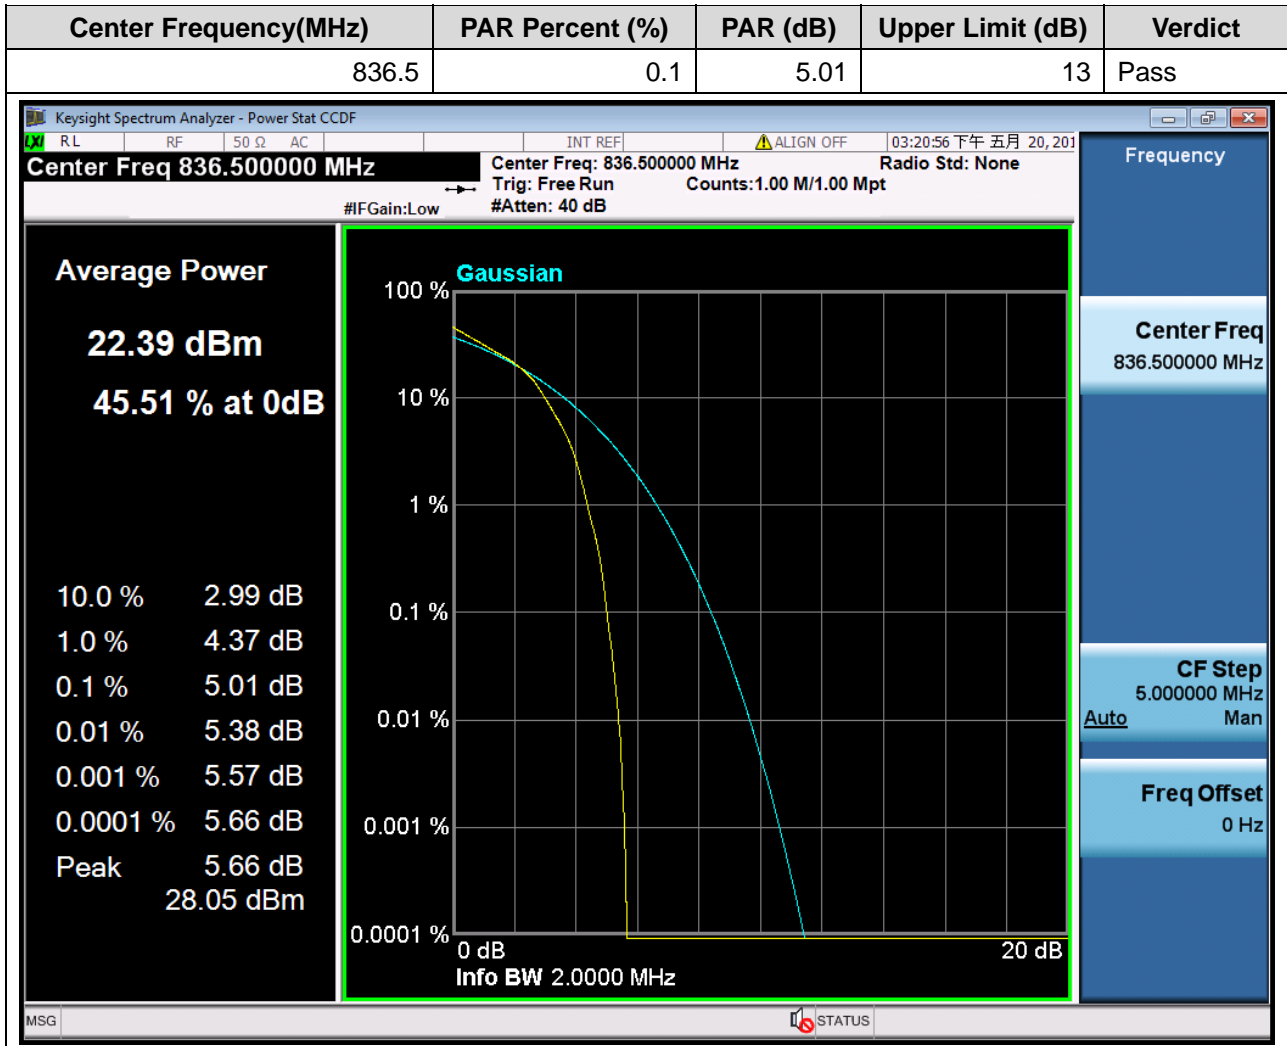 Center Frequency(MHz) PAR Percent (%) PAR (dB) Upper Limit (dB) Verdict
836.5 0.1 5.01 13 Pass
Keysight Spectrum Analyzer - Power Stat CCDF
LXI RL RF 50 Ω AC INT REF ALIGN OFF 03:20:56 下午 五月 20, 201
Center Freq 836.500000 MHz
Center Freq: 836.500000 MHz Radio Std: None
Trig: Free Run Counts:1.00 M/1.00 Mpt
#IFGain:Low #Atten: 40 dB
Average Power
22.39 dBm
45.51 % at 0dB
10.0 % 2.99 dB
1.0 % 4.37 dB
0.1 % 5.01 dB
0.01 % 5.38 dB
0.001 % 5.57 dB
0.0001 % 5.66 dB
Peak 5.66 dB
28.05 dBm
Gaussian
100 %
10 %
1 %
0.1 %
0.01 %
0.001 %
0.0001 %
0 dB 20 dB
Info BW 2.0000 MHz
Frequency
Center Freq
836.500000 MHz
CF Step
5.000000 MHz
Auto Man
Freq Offset
0 Hz
MSG STATUS